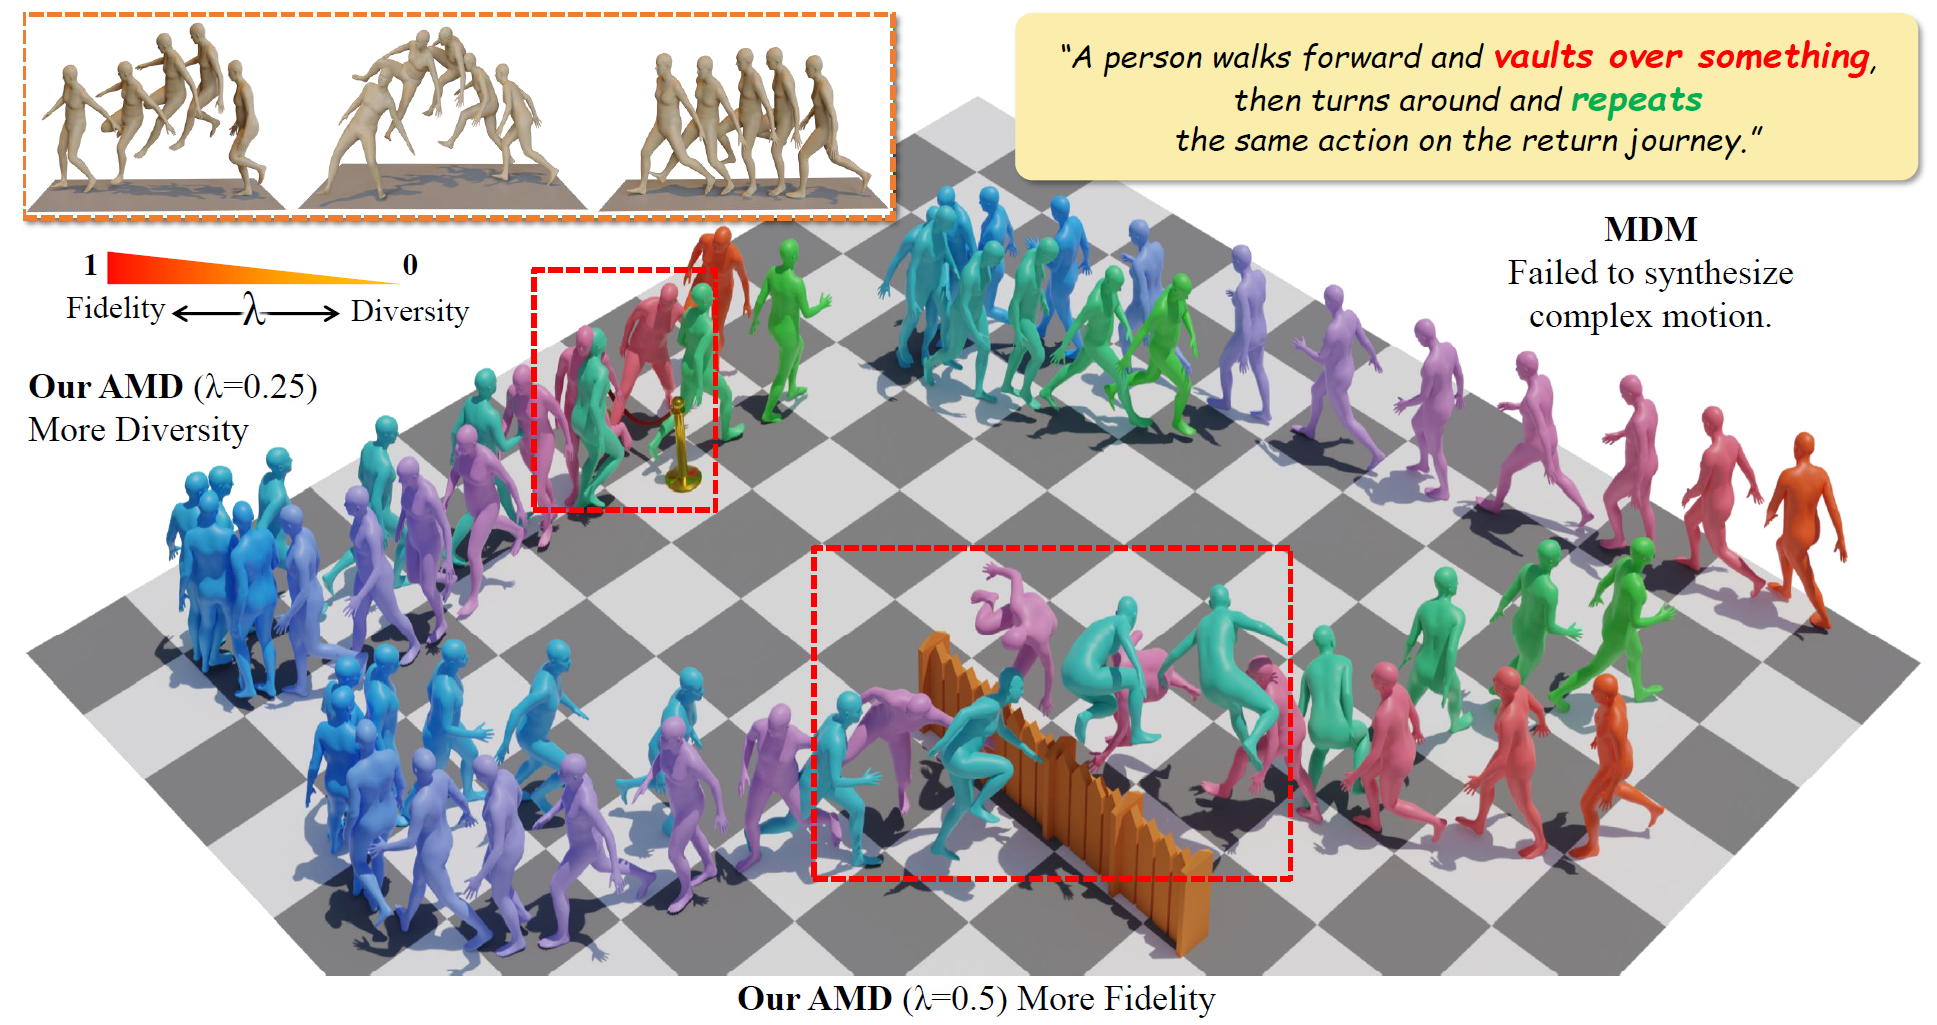 “A person walks forward and vaults over something,
then turns around and repeats
the same action on the return journey.”
1
0
Fidelity
λ
Diversity
MDM
Failed to synthesize
complex motion.
Our AMD (λ=0.25)
More Diversity
Our AMD (λ=0.5) More Fidelity